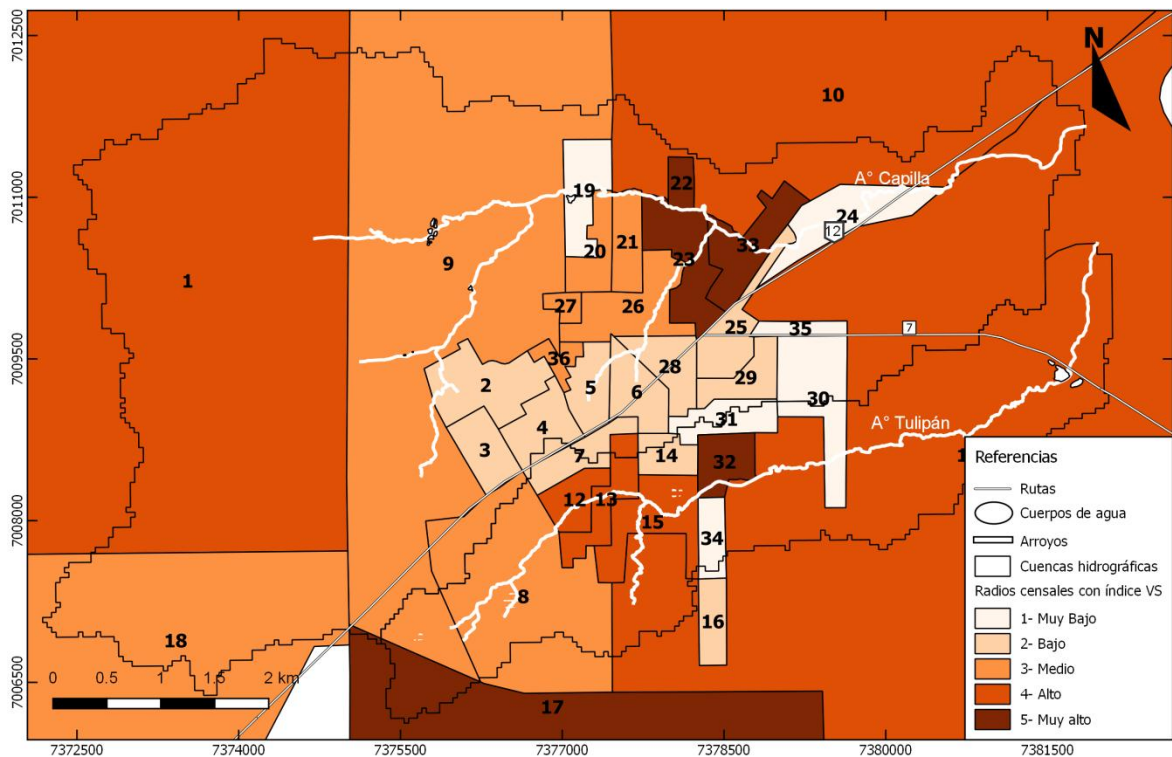 7012500
7011000
7009500
7008000
7006500
N
10
A° Capilla
22
19
24
12
1
9
20
21
23
33
27
26
25
35
7
36
2
5
6
28
29
30
31
A° Tulipán
3
4
7
14
32
1
12
13
15
34
8
16
18
17
0 0.5 1 1.5 2 km
Referencias
Rutas
Cuerpos de agua
Arroyos
Cuencas hidrográficas
Radios censales con índice VS
1- Muy Bajo
2- Bajo
3- Medio
4- Alto
5- Muy alto
7372500 7374000 7375500 7377000 7378500 7380000 7381500